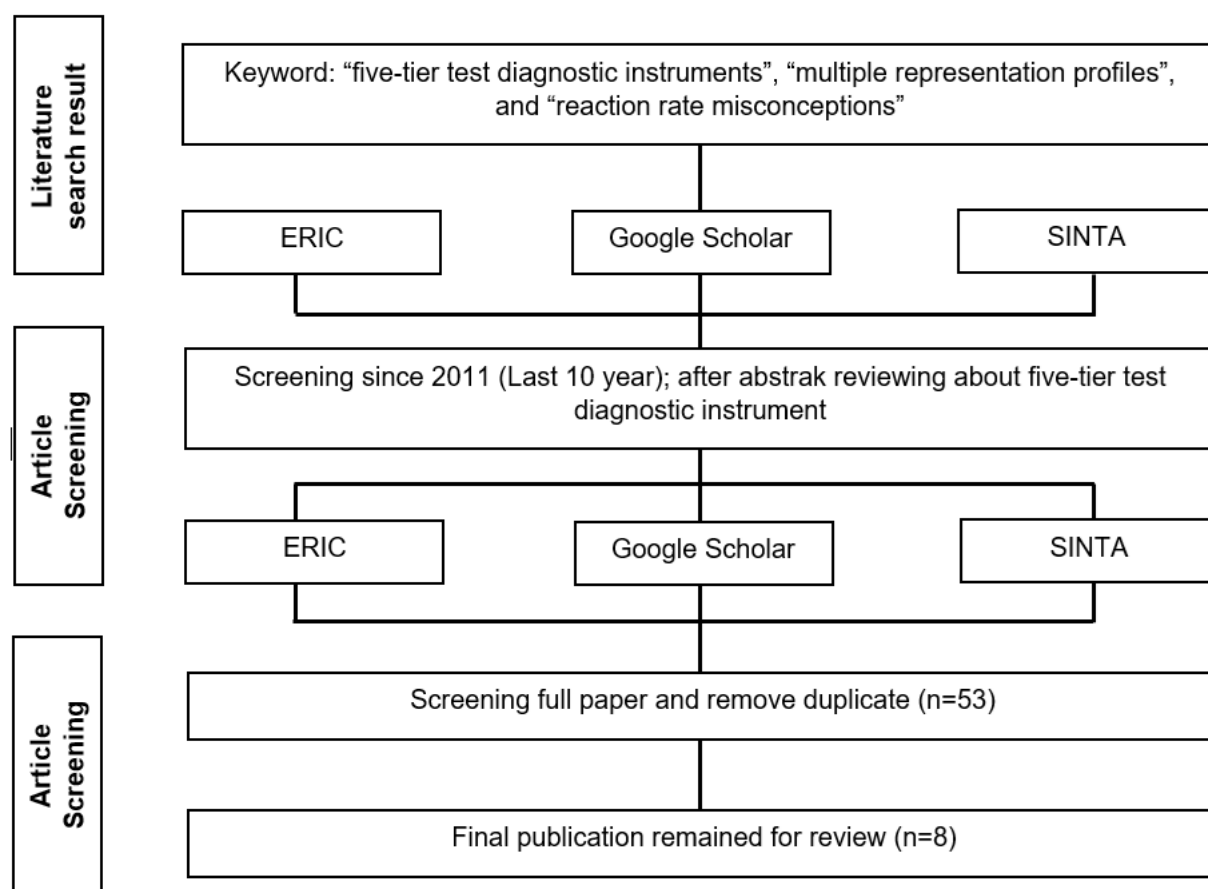 Literature
search result
Keyword: “five-tier test diagnostic instruments”, “multiple representation profiles”,
and “reaction rate misconceptions”
ERIC
Google Scholar
SINTA
Article
Screening
Screening since 2011 (Last 10 year); after abstrak reviewing about five-tier test
diagnostic instrument
ERIC
Google Scholar
SINTA
Article
Screening
Screening full paper and remove duplicate (n=53)
Final publication remained for review (n=8)